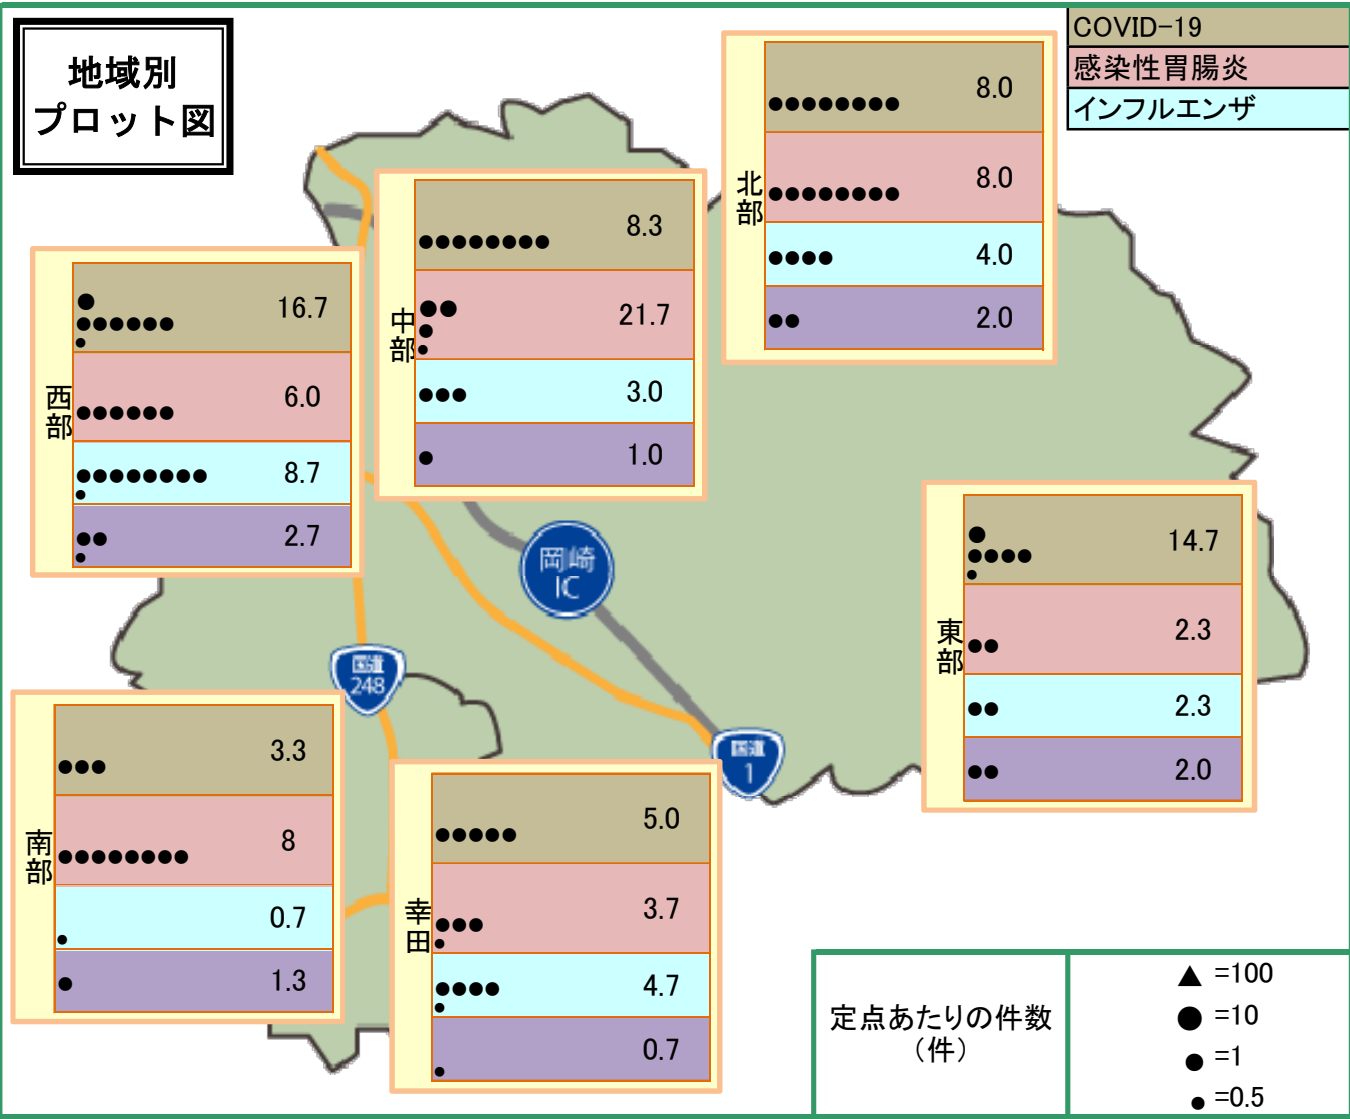 地域別
プロット図
COVID-19
感染性胃腸炎
インフルエンザ
北部
8.0
8.0
4.0
2.0
中部
8.3
21.7
3.0
1.0
西部
16.7
6.0
8.7
2.7
岡崎
IC
東部
14.7
2.3
2.3
2.0
国道
248
国道
1
南部
3.3
8
0.7
1.3
幸田
5.0
3.7
4.7
0.7
定点あたりの件数
（件）
▲ =100
● =10
● =1
● =0.5